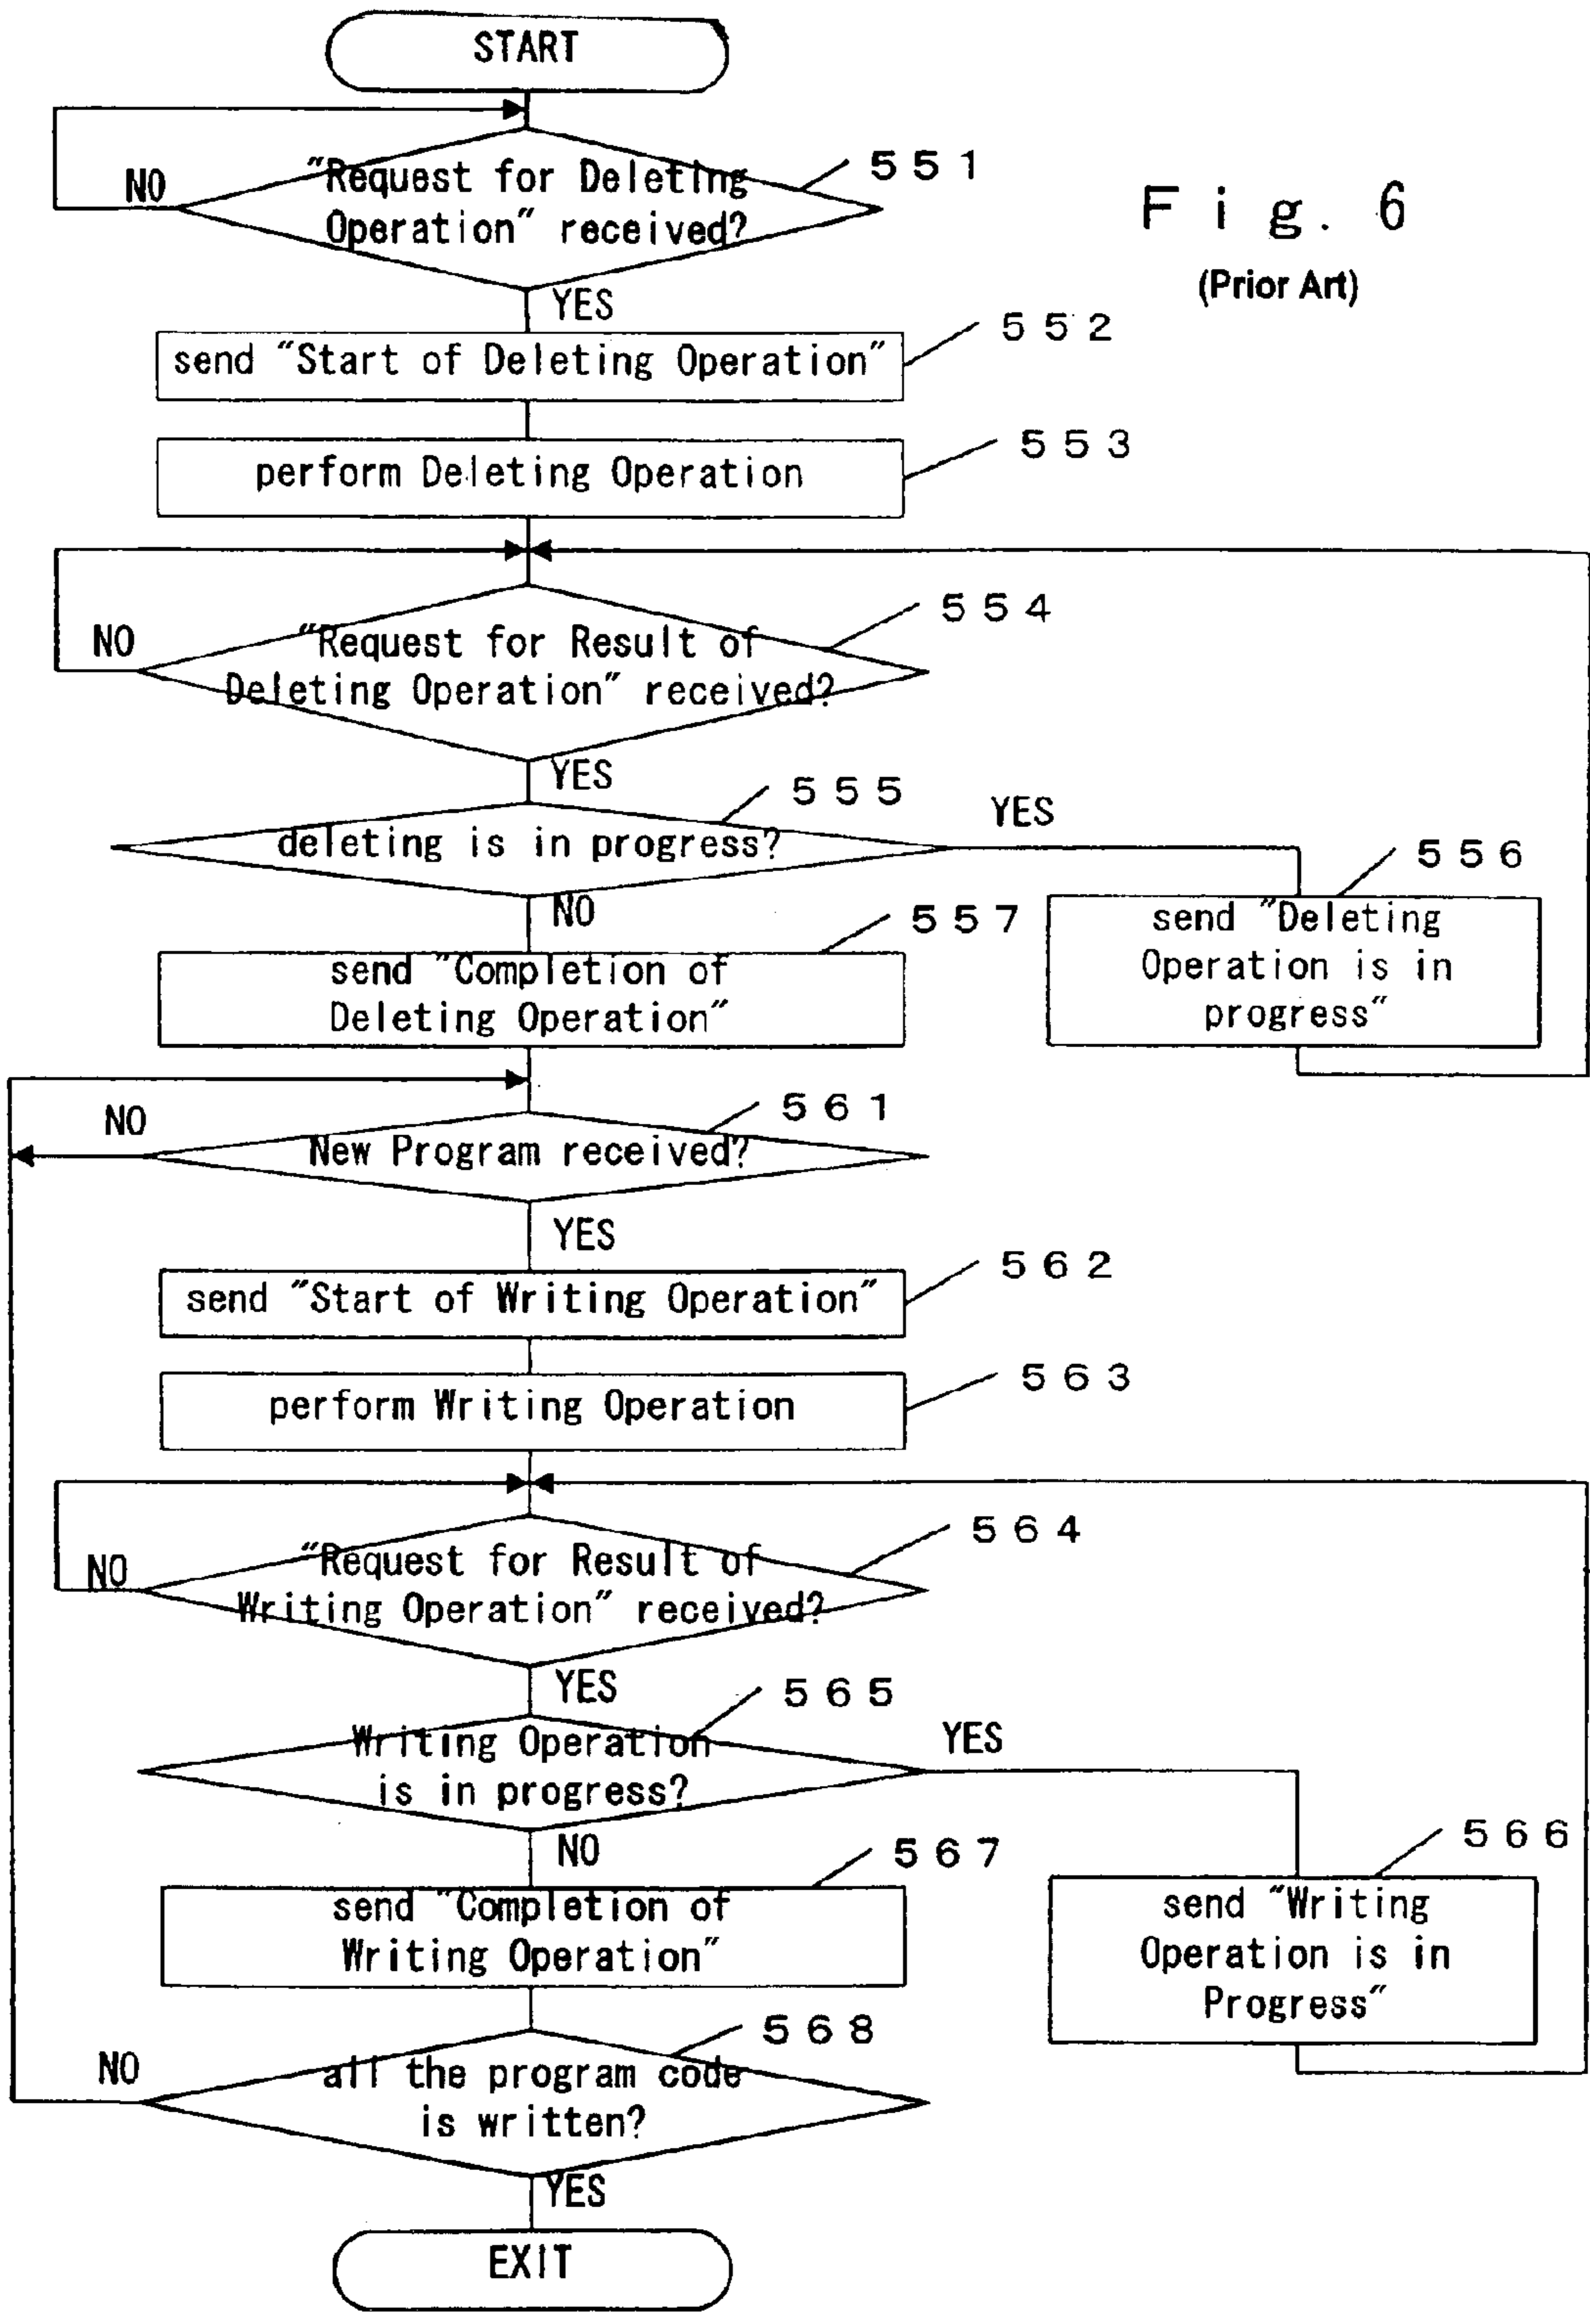 START
"Request for Deleting
Operation" received?
NO
551
Fig. 6
(Prior Art)
YES
send "Start of Deleting Operation"
552
perform Deleting Operation
553
"Request for Result of
Deleting Operation" received?
NO
554
YES
deleting is in progress?
555
YES
556
send "Deleting
Operation is in
progress"
NO
557
send "Completion of
Deleting Operation"
NO
561
New Program received?
YES
562
send "Start of Writing Operation"
563
perform Writing Operation
564
"Request for Result of
Writing Operation" received?
NO
YES
565
Writing Operation
is in progress?
YES
566
send "Writing
Operation is in
Progress"
NO
567
send "Completion of
Writing Operation"
568
all the program code
is written?
NO
YES
EXIT